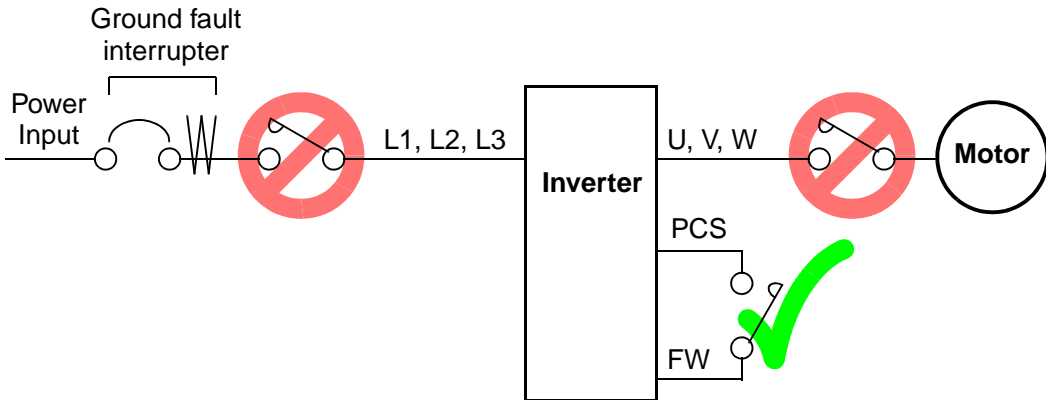 Ground fault
interrupter
Power
Input
L1, L2, L3
Inverter
U, V, W
Motor
PCS
FW